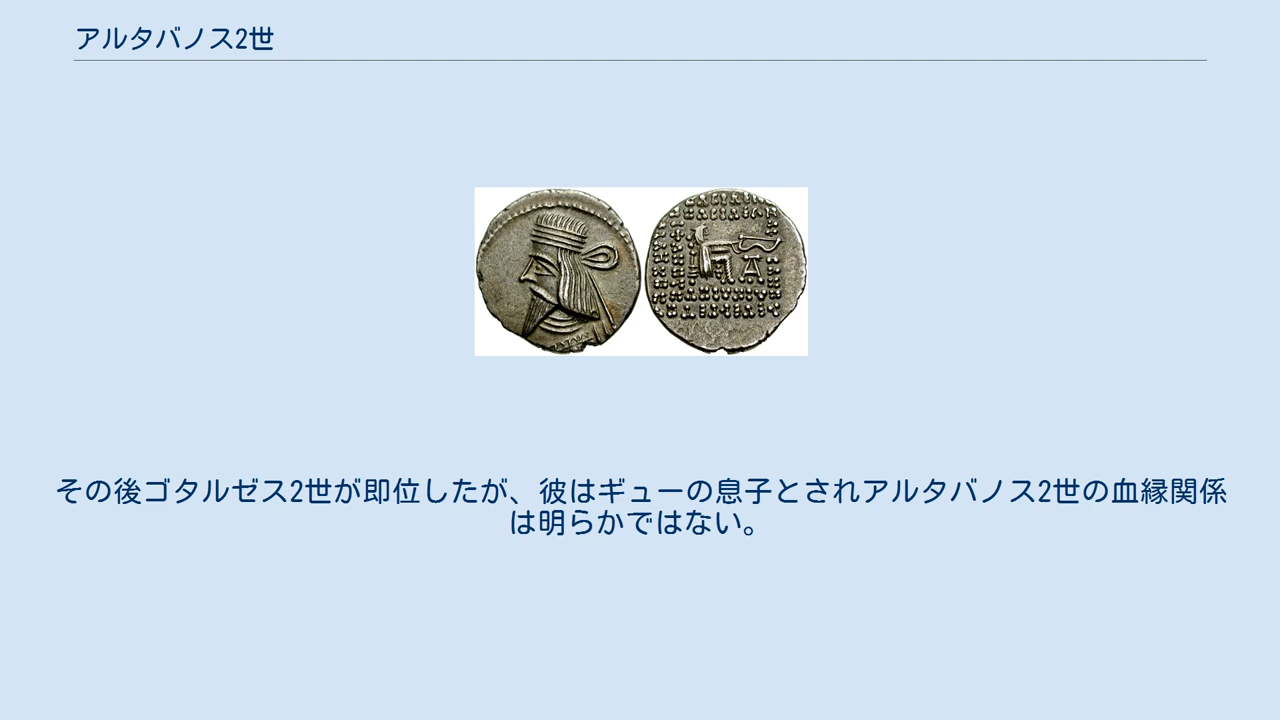 アルタバノス2世
その後ゴタルゼス2世が即位したが、彼はギューの息子とされアルタバノス2世の血縁関係
は明らかではない。